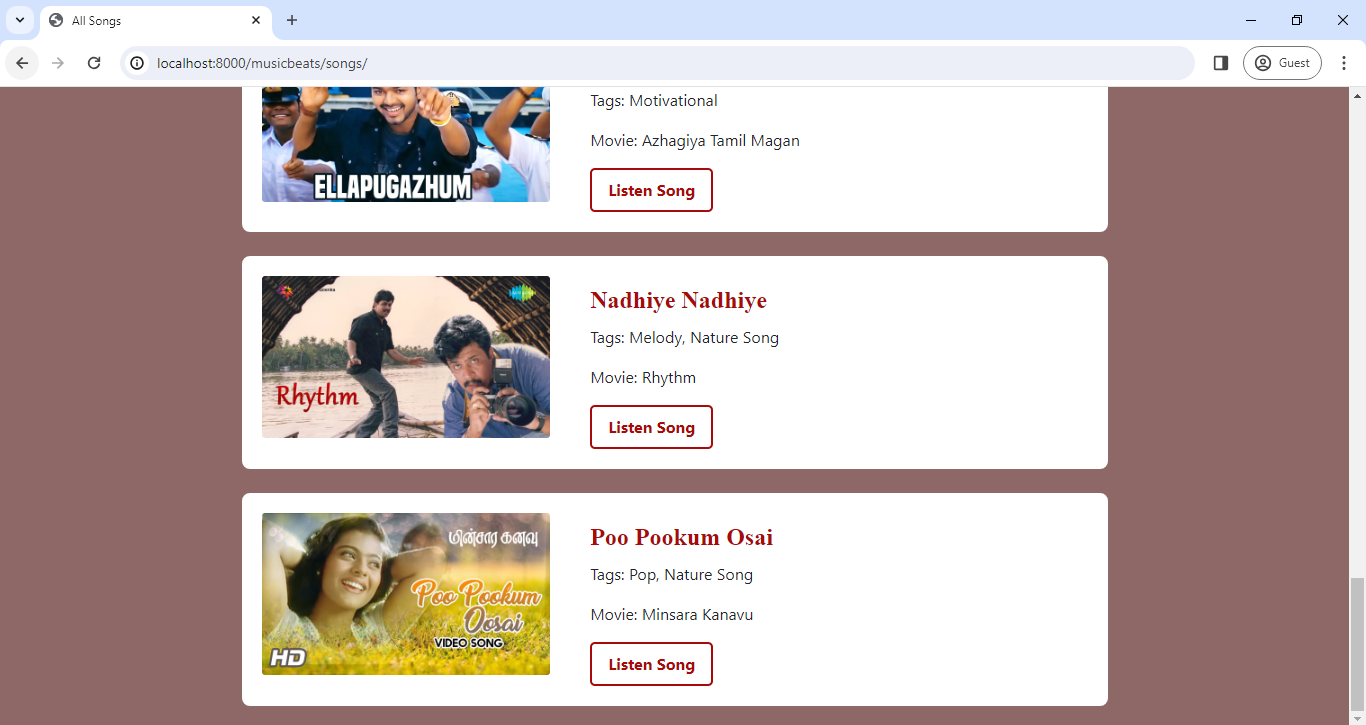 All Songs
localhost:8000/musicbeats/songs/
Guest
ELLAPUGAZHUM
Tags: Motivational
Movie: Azhagiya Tamil Magan
Listen Song
Rhythm
Nadhiye Nadhiye
Tags: Melody, Nature Song
Movie: Rhythm
Listen Song
மின்சார கனவு
Poo Pookum
Oosai
VIDEO SONG
HD
Poo Pookum Osai
Tags: Pop, Nature Song
Movie: Minsara Kanavu
Listen Song